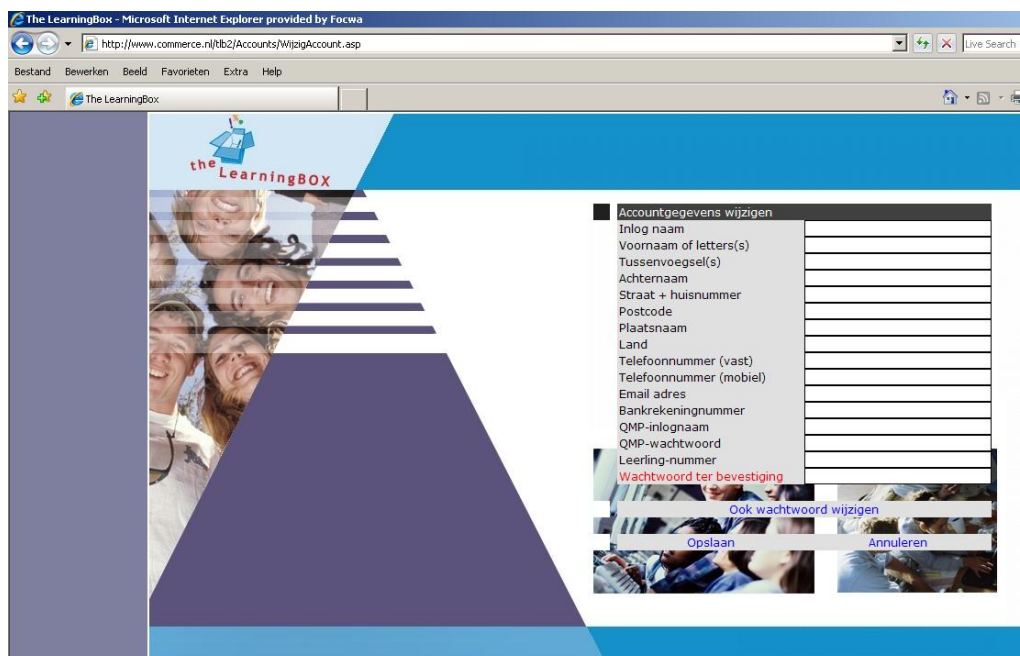 The LearningBox - Microsoft Internet Explorer provided by Focwa
http://www.commerce.nl/tlb2/Accounts/WijzigAccount.asp
Live Search
Bestand Bewerken Beeld Favorieten Extra Help
The LearningBox
the LearningBOX
Accountgegevens wijzigen
Inlog naam
Voornaam of letters(s)
Tussenvoegsel(s)
Achternaam
Straat + huisnummer
Postcode
Plaatsnaam
Land
Telefoonnummer (vast)
Telefoonnummer (mobiel)
Email adres
Bankrekeningnummer
QMP-inlognaam
QMP-wachtwoord
Leerling-nummer
Wachtwoord ter bevestiging
Ook wachtwoord wijzigen
Opslaan Annuleren